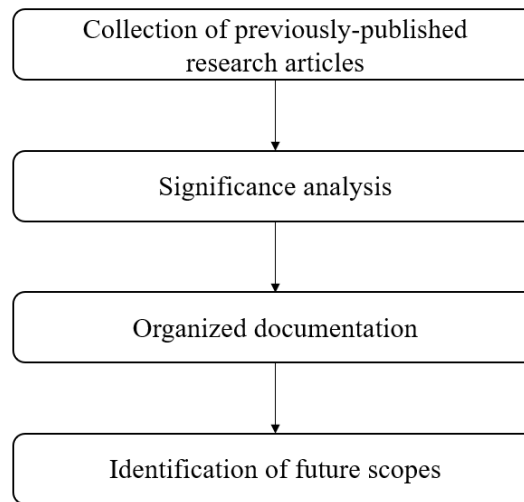 Collection of previously-published
research articles
Significance analysis
Organized documentation
Identification of future scopes